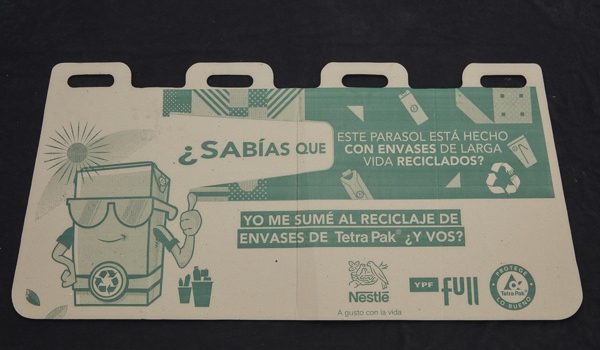 ¿SABÍAS QUE
ESTE PARASOL ESTÁ HECHO
CON ENVASES DE LARGA
VIDA RECICLADOS?
YO ME SUMÉ AL RECICLAJE DE
ENVASES DE Tetra Pak® ¿Y VOS?
Nestlé
A gusto con la vida
YPF full
PROTEGE
Tetra Pak®
LO BUENO